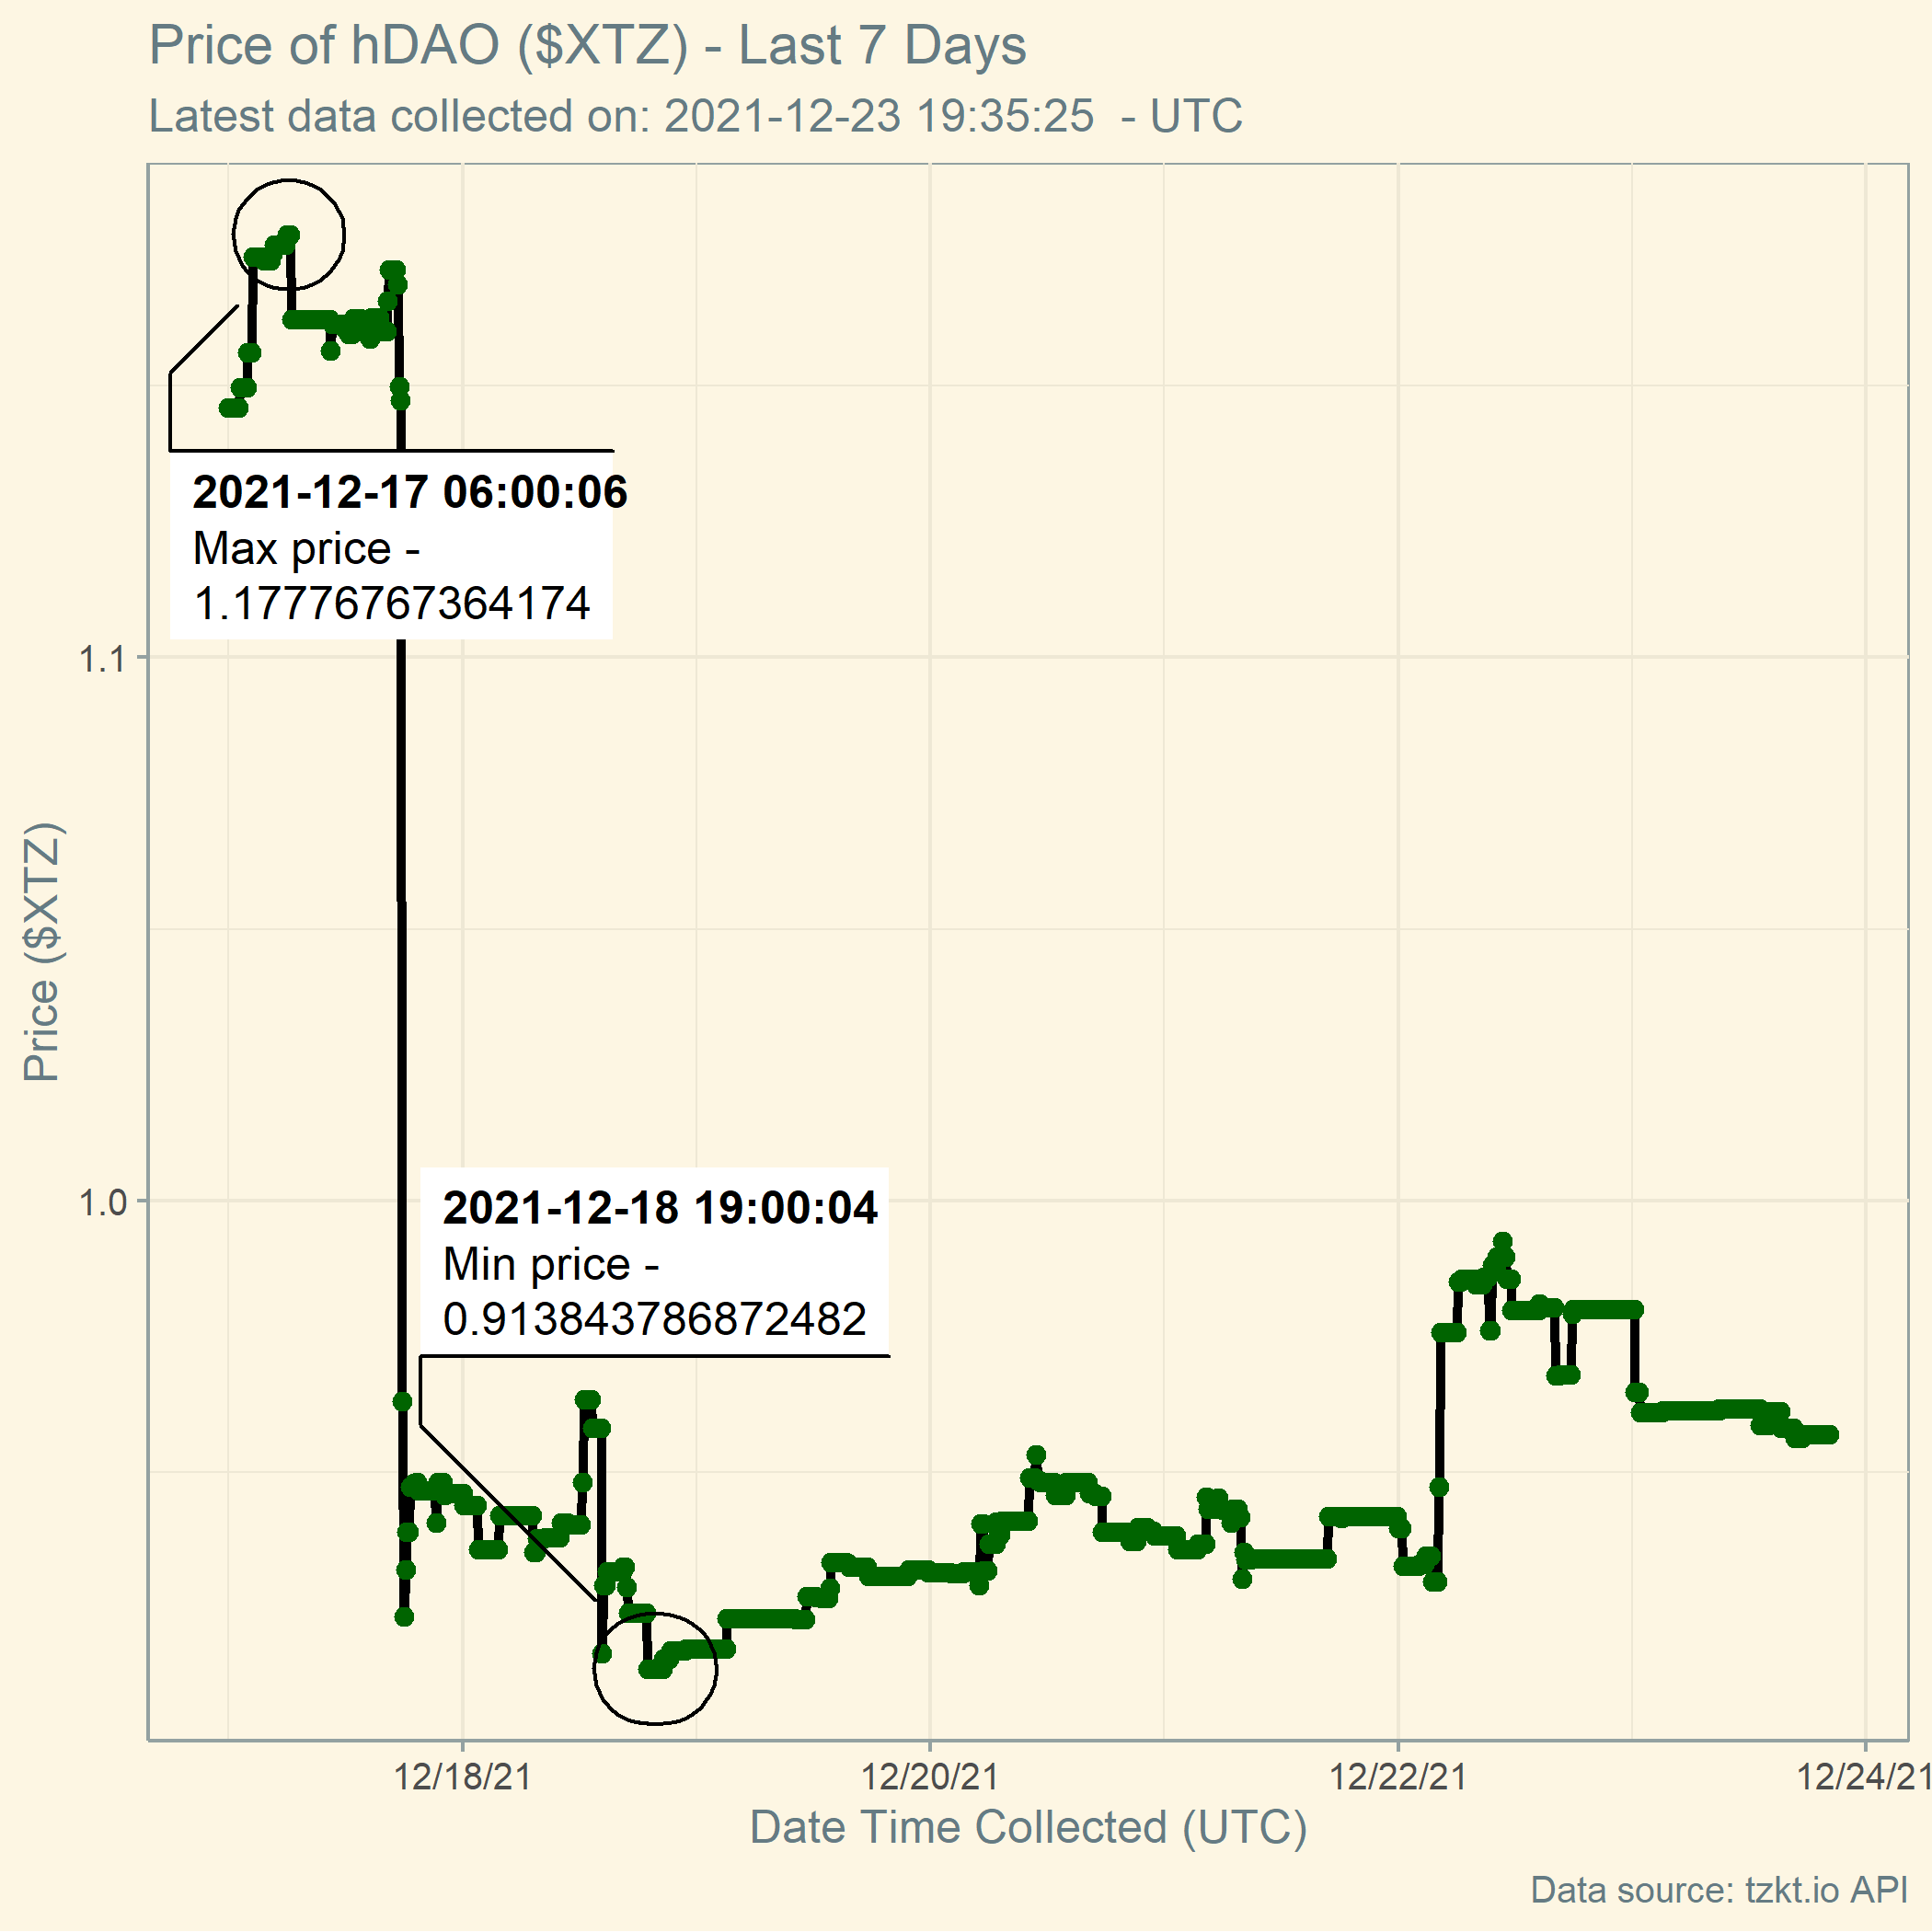 Price of hDAO ($XTZ) - Last 7 Days
Latest data collected on: 2021-12-23 19:35:25  - UTC
2021-12-17 06:00:06
Max price -
1.17776767364174
1.1
Price ($XTZ)
1.0
2021-12-18 19:00:04
Min price -
0.913843786872482
12/18/21 12/20/21 12/22/21 12/24/21
Date Time Collected (UTC)
Data source: tzkt.io API